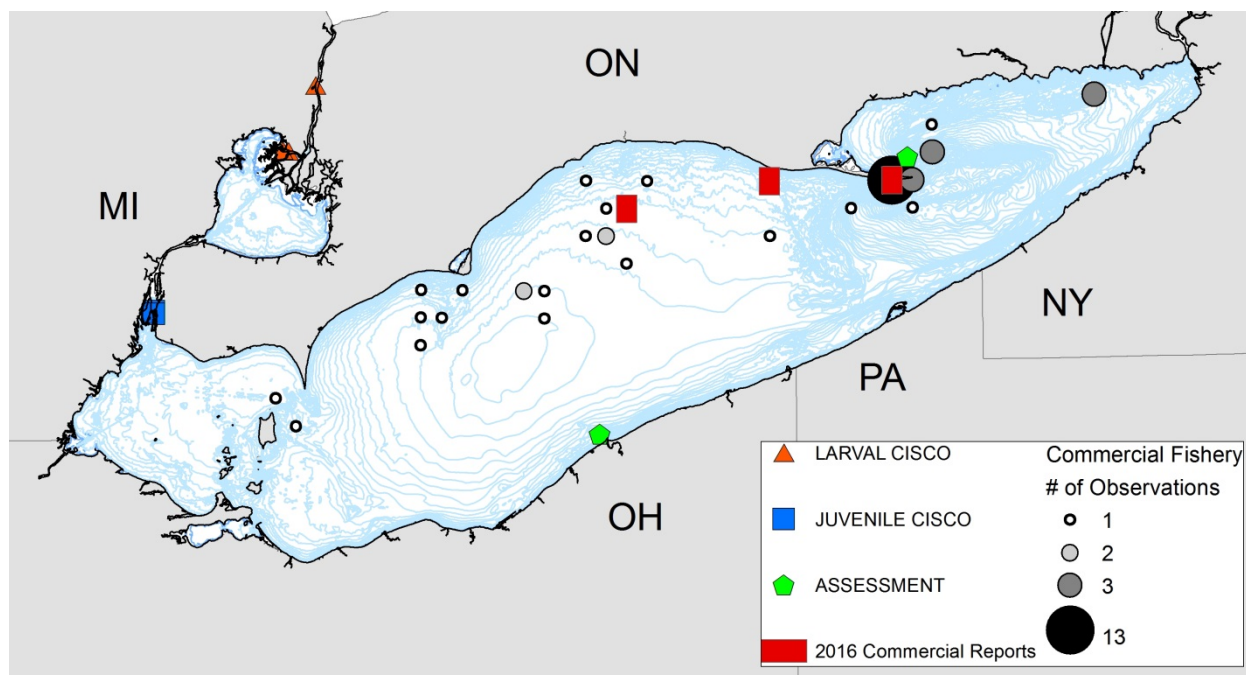 ON
MI
NY
PA
OH
LARVAL CISCO
JUVENILE CISCO
ASSESSMENT
2016 Commercial Reports
Commercial Fishery
# of Observations
1
2
3
13